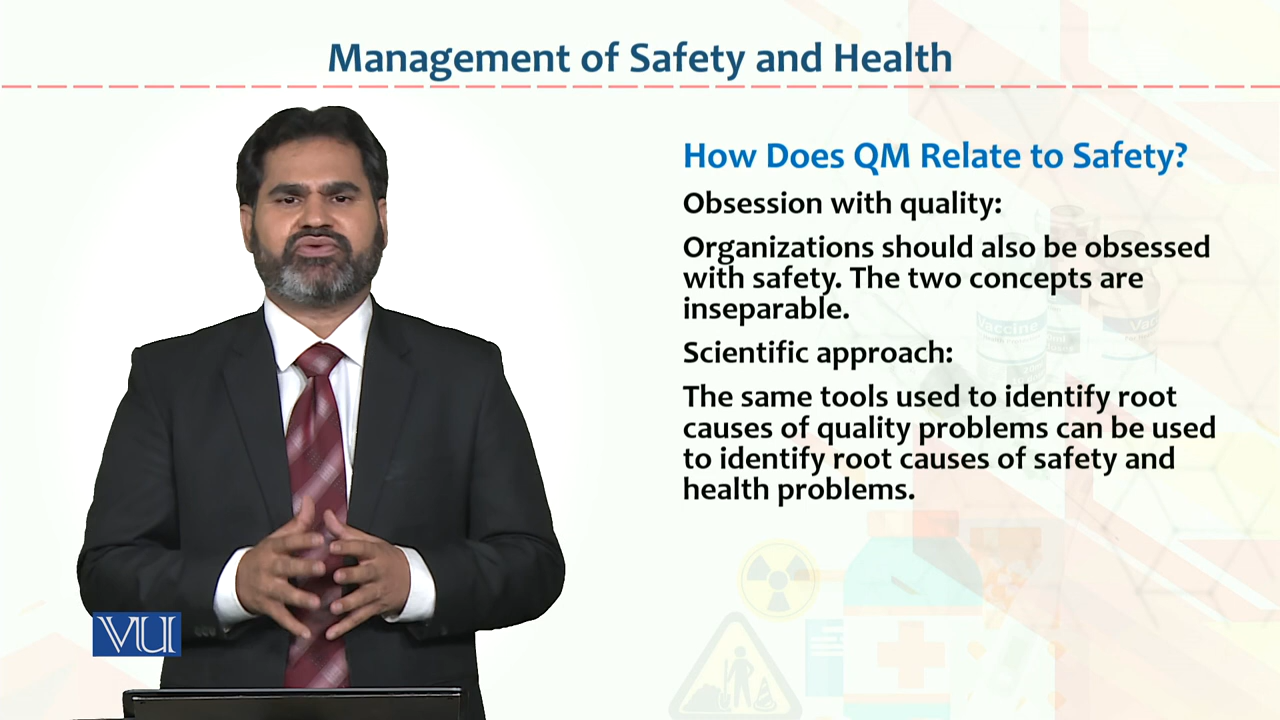 Management of Safety and Health
How Does QM Relate to Safety?
Obsession with quality:
Organizations should also be obsessed
with safety. The two concepts are
inseparable.
Scientific approach:
The same tools used to identify root
causes of quality problems can be used
to identify root causes of safety and
health problems.
Vaccine
VU